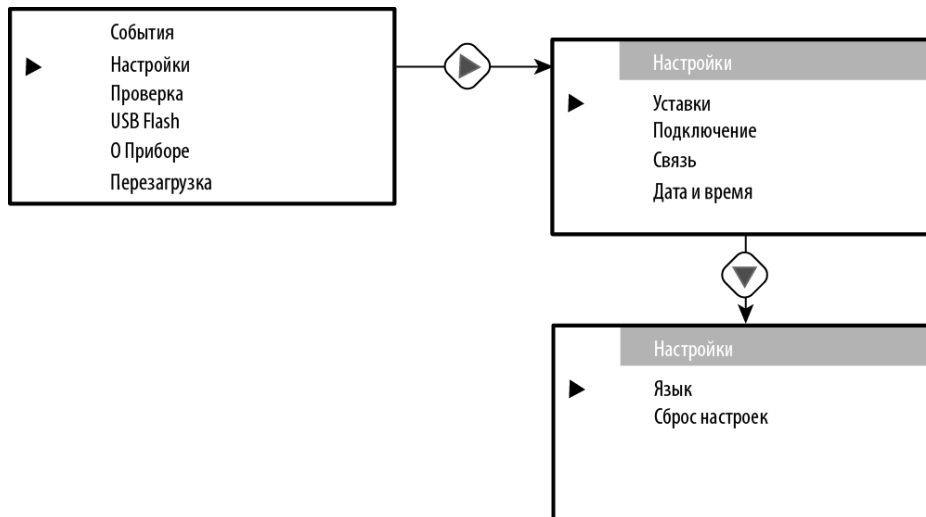 События
Настройки
Проверка
USB Flash
О Приборе
Перезагрузка
Настройки
Уставки
Подключение
Связь
Дата и время
Настройки
Язык
Сброс настроек